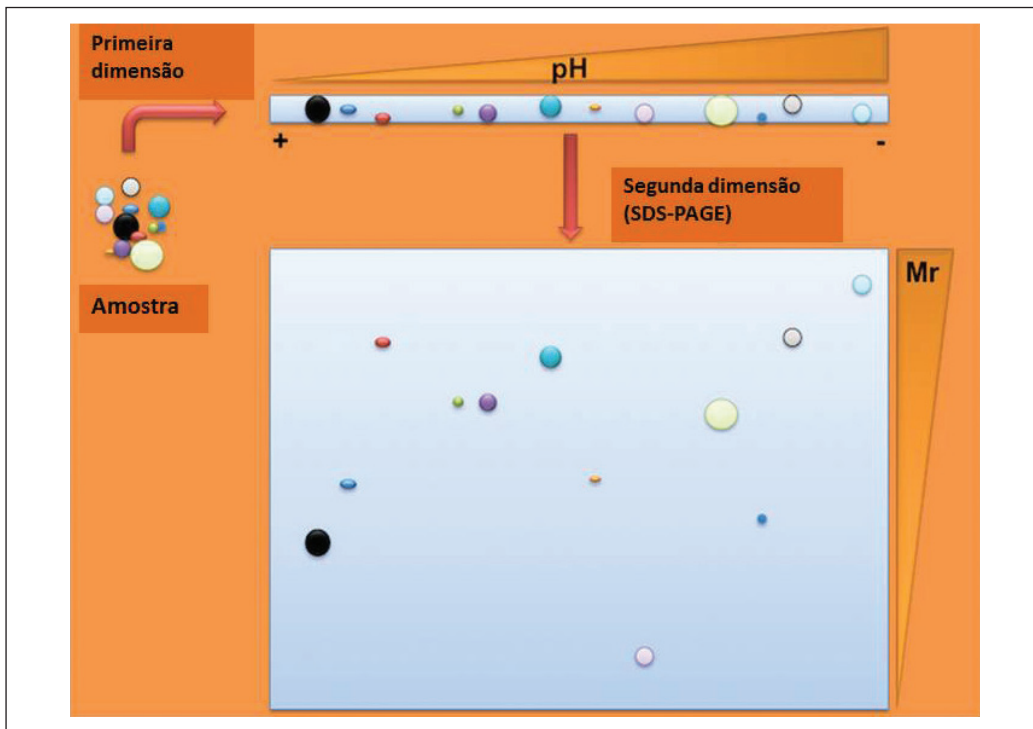 Primeira
dimensão
pH
+
-
Segunda dimensão
(SDS-PAGE)
Mr
Amostra